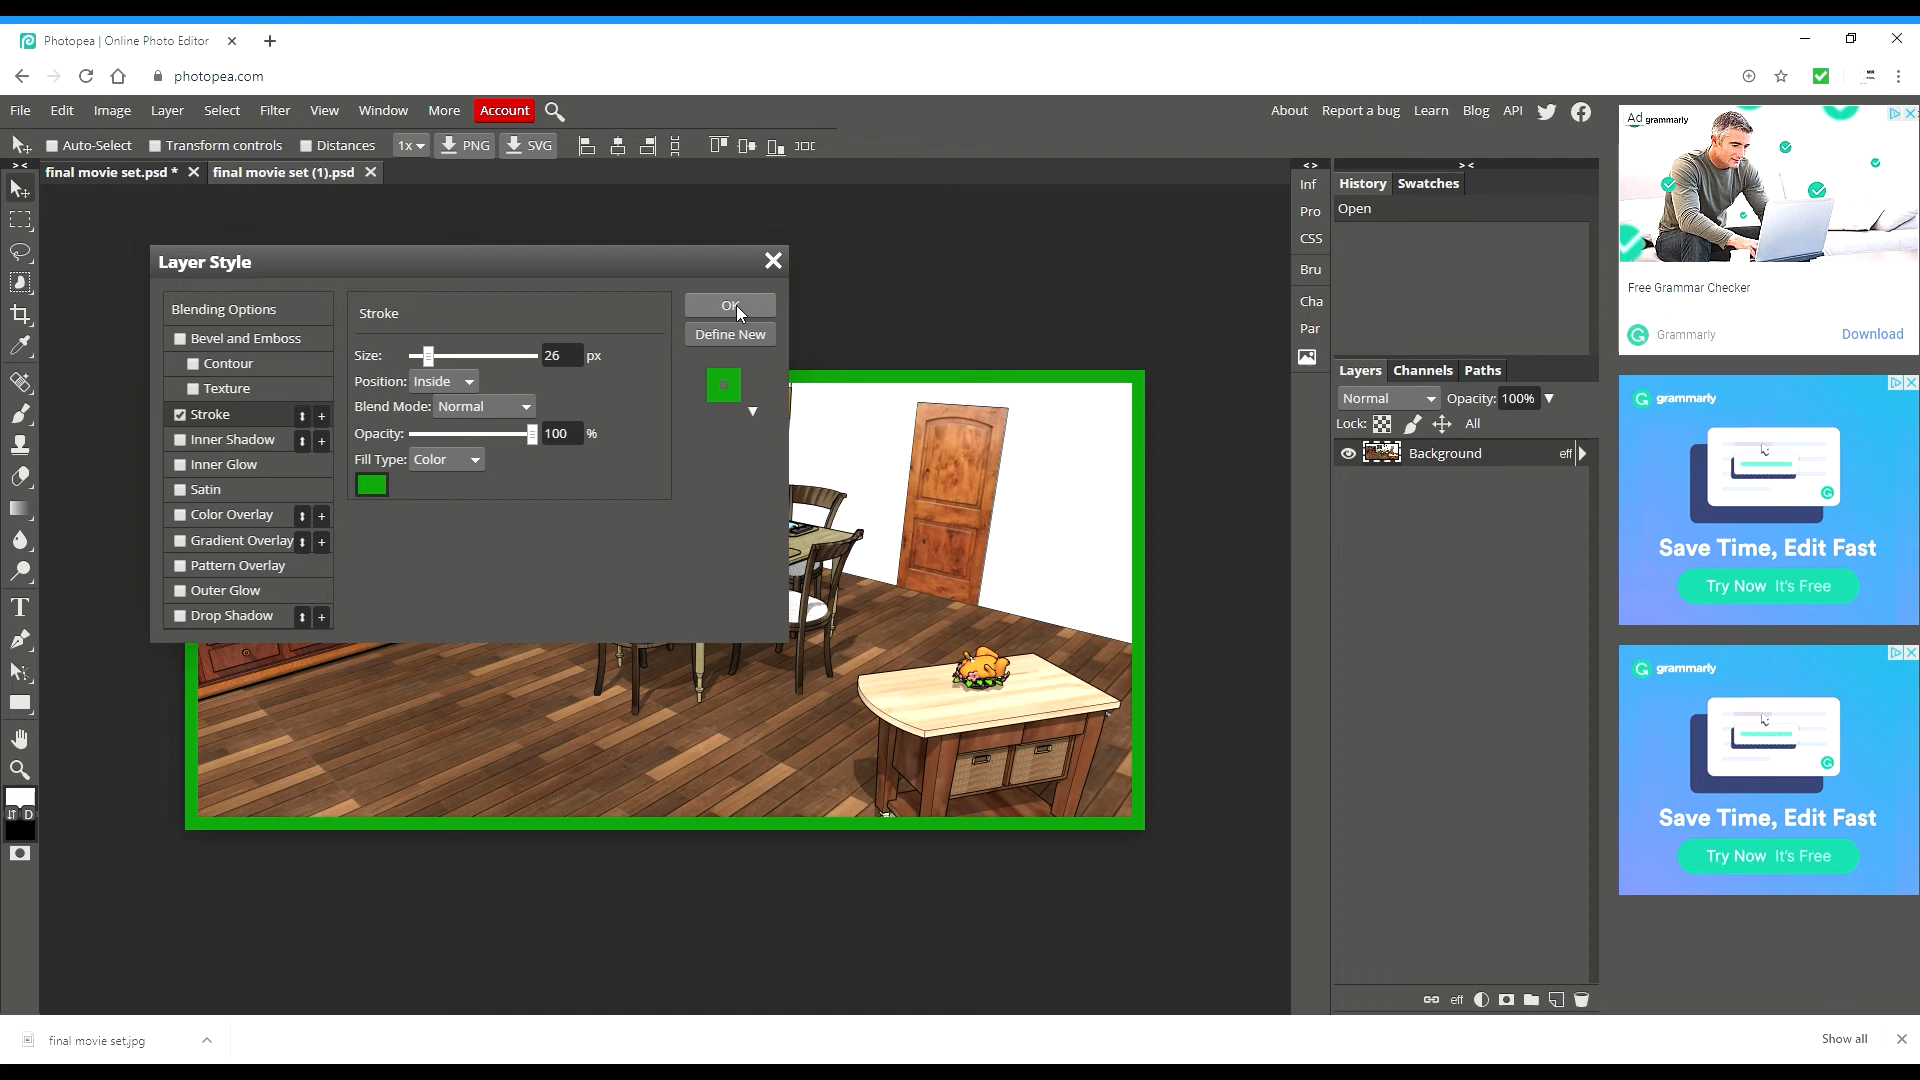 Photopea | Online Photo Editor
photopea.com
File Edit Image Layer Select Filter View Window More Account
About Report a bug Learn Blog API
Auto-Select Transform controls Distances 1x PNG SVG
final movie set.psd *
final movie set (1).psd
Layer Style
Blending Options
Bevel and Emboss
Contour
Texture
Stroke
Inner Shadow
Inner Glow
Satin
Color Overlay
Gradient Overlay
Pattern Overlay
Outer Glow
Drop Shadow
Stroke
Size: 26 px
Position: Inside
Blend Mode: Normal
Opacity: 100 %
Fill Type: Color
OK
Define New
T
D
Inf
Pro
CSS
Bru
Cha
Par
History Swatches
Open
Layers Channels Paths
Normal Opacity: 100%
Lock: All
Background eff
eff
Ad grammarly
Free Grammar Checker
Grammarly Download
grammarly
Save Time, Edit Fast
Try Now It's Free
grammarly
Save Time, Edit Fast
Try Now It's Free
final movie set.jpg
Show all